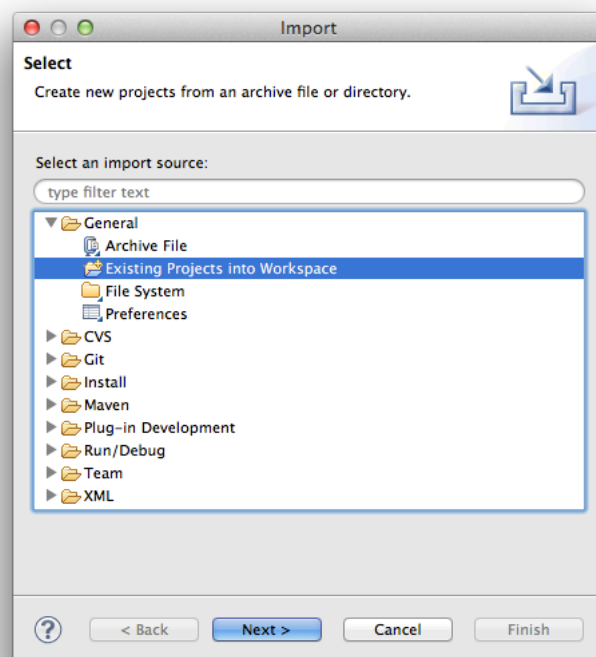 Import
Select
Create new projects from an archive file or directory.
Select an import source:
type filter text
General
Archive File
Existing Projects into Workspace
File System
Preferences
CVS
Git
Install
Maven
Plug-in Development
Run/Debug
Team
XML
? < Back Next > Cancel Finish